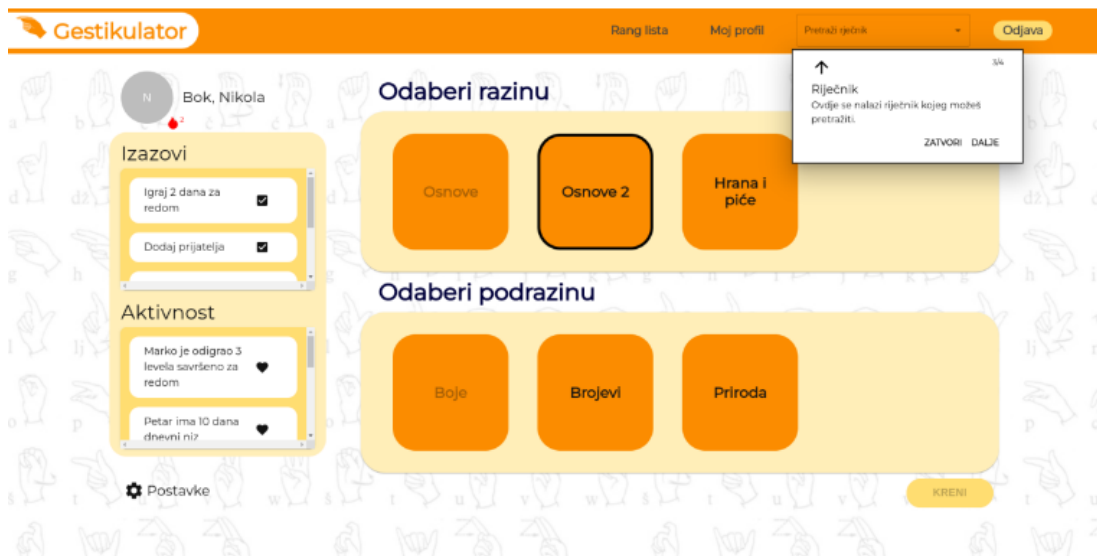 Gestikulator
Rang lista
Moj profil
Pretraži rječnik
Odjava
3/4
Riječnik
Ovdje se nalazi riječnik kojeg možeš
pretražiti.
ZATVORI DALJE
N
Bok, Nikola
2
Izazovi
Igraj 2 dana za
redom
Dodaj prijatelja
Aktivnost
Marko je odigrao 3
levela savršeno za
redom
Petar ima 10 dana
dnevni niz
Postavke
Odaberi razinu
Osnove
Osnove 2
Hrana i
piće
Odaberi podrazinu
Boje
Brojevi
Priroda
KRENI